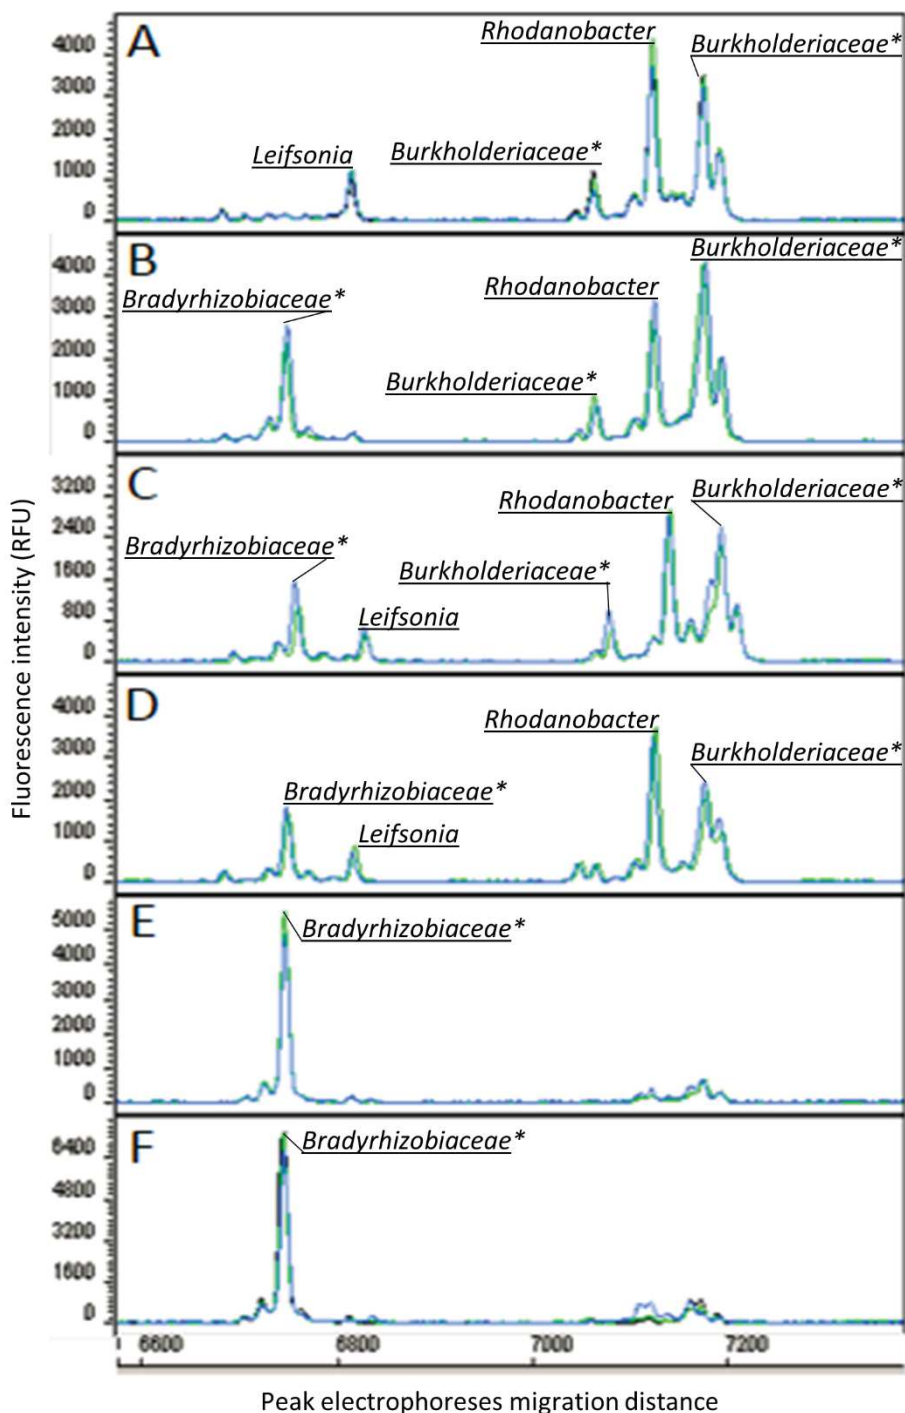 A
Rhodanobacter
Burkholderiaceae*
Leifsonia
Burkholderiaceae*
4000
3000
2000
1000
0
B
Burkholderiaceae*
Bradyrhizobiaceae*
Rhodanobacter
Burkholderiaceae*
4000
3000
2000
1000
0
C
Burkholderiaceae*
Rhodanobacter
Bradyrhizobiaceae*
Burkholderiaceae*
Leifsonia
3200
2400
1600
800
0
D
Rhodanobacter
Burkholderiaceae*
Bradyrhizobiaceae*
Leifsonia
4000
3000
2000
1000
0
E
Bradyrhizobiaceae*
5000
4000
3000
2000
1000
0
F
Bradyrhizobiaceae*
6400
4800
3200
1600
0
6600 6800 7000 7200
Fluorescence intensity (RFU)
Peak electrophoreses migration distance